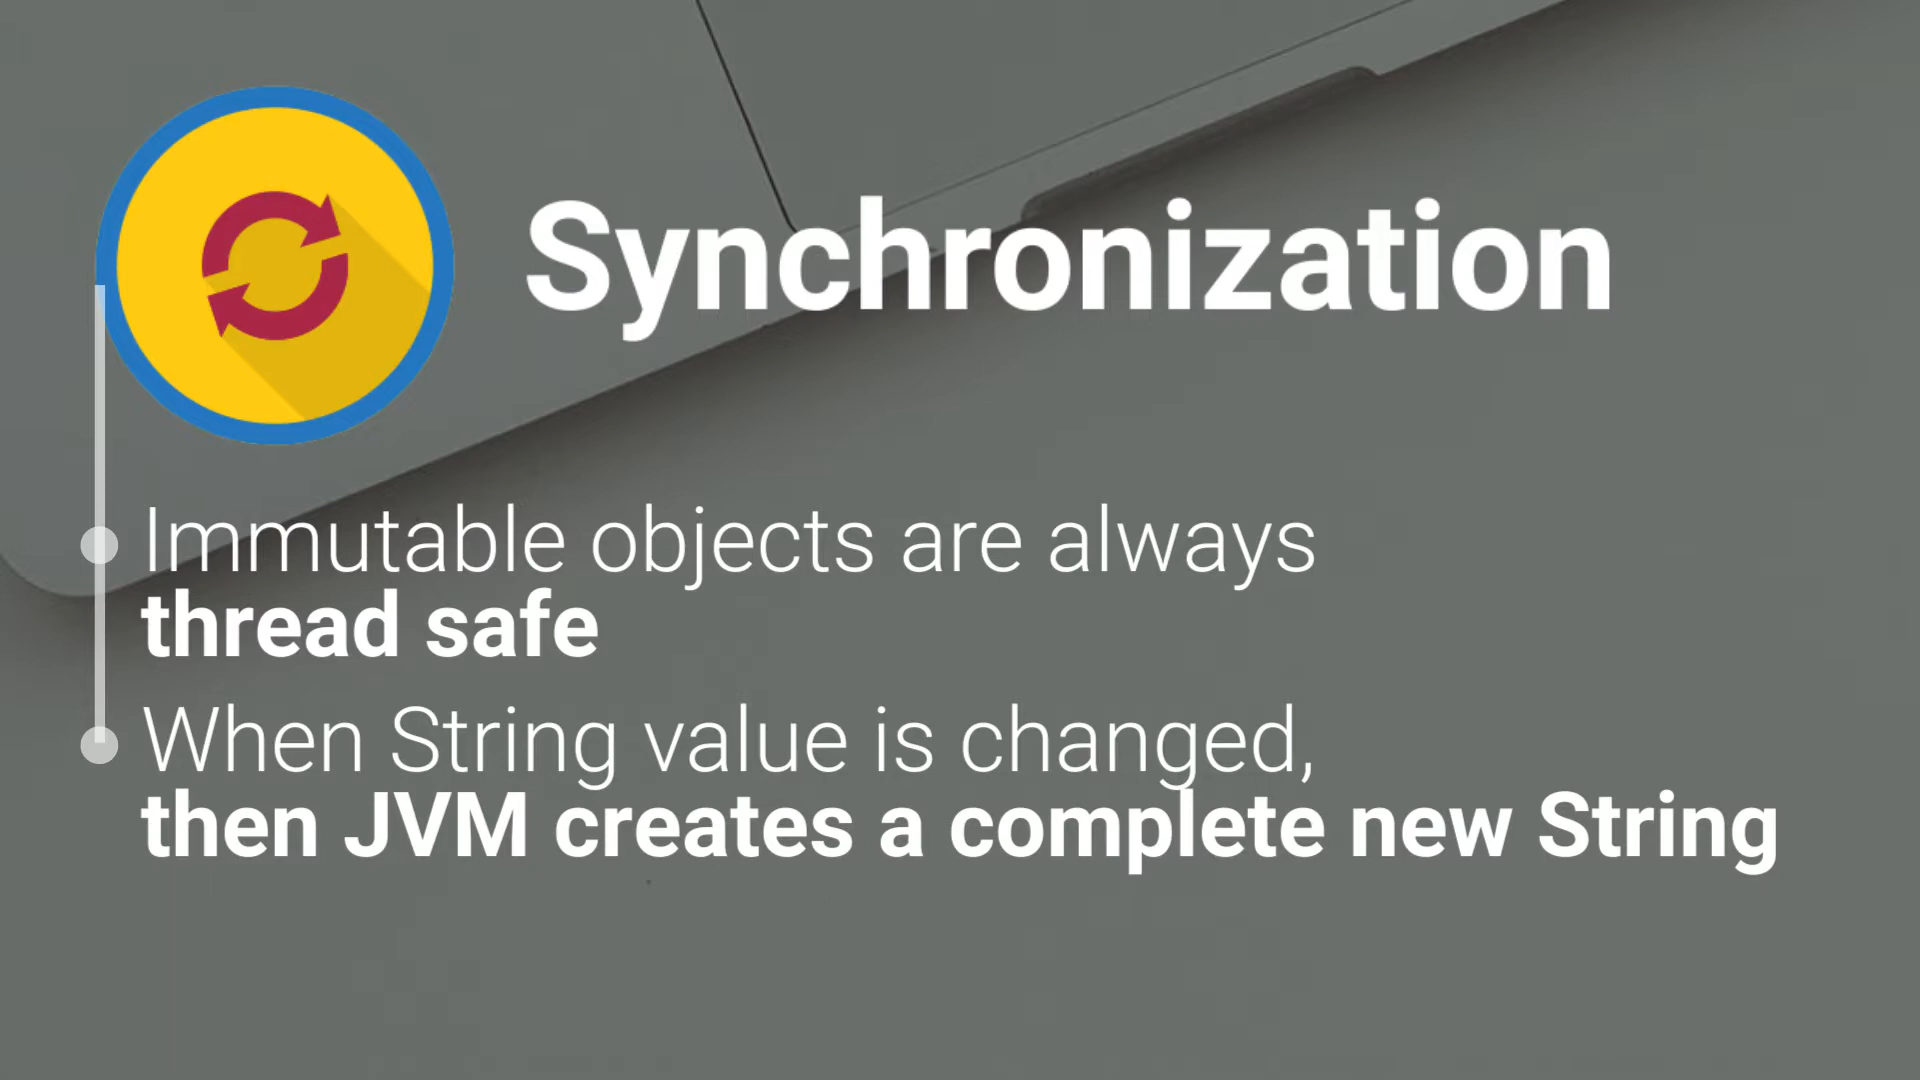 Synchronization
Immutable objects are always
thread safe
When String value is changed,
then JVM creates a complete new String